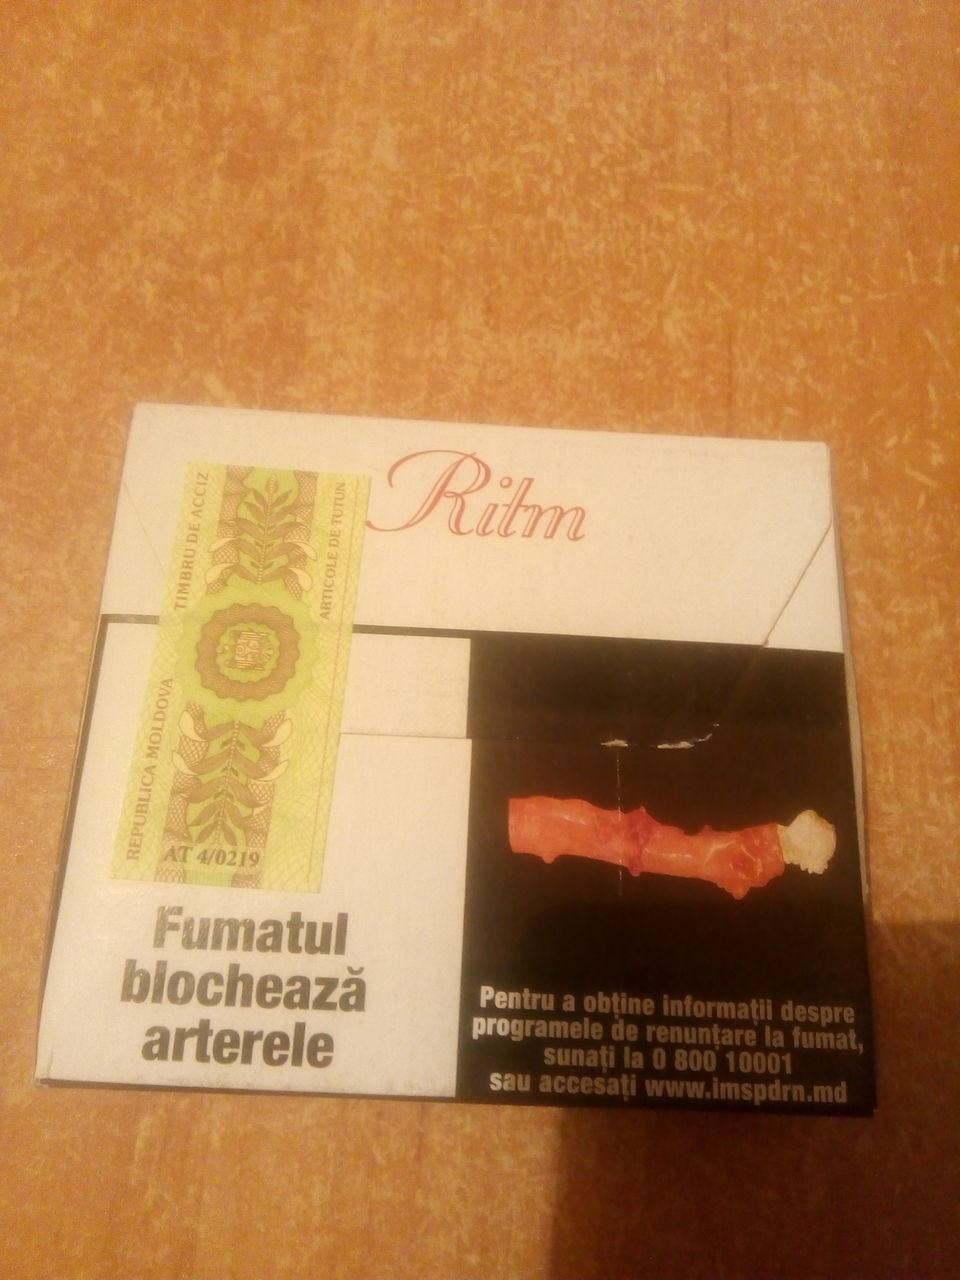 Ritm
TIMBRU DE ACCIZ
ARTICOLE DE TUTUN
REPUBLICA MOLDOVA
AT 4/0219
Fumatul
blochează
arterele
Pentru a obține informații despre
programele de renunțare la fumat,
sunați la 0 800 10001
sau accesați www.imspdrn.md